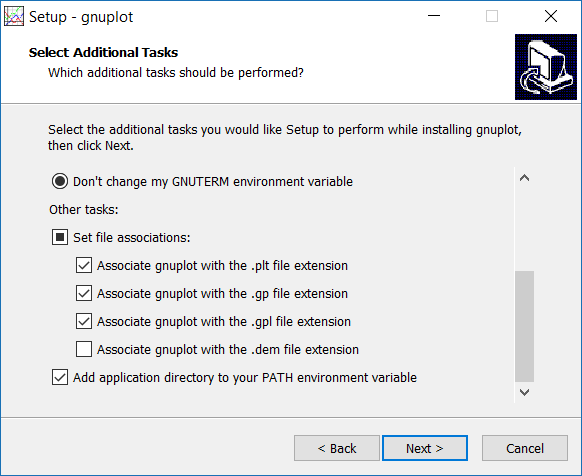 Setup - gnuplot
Select Additional Tasks
Which additional tasks should be performed?
Select the additional tasks you would like Setup to perform while installing gnuplot,
then click Next.
Don't change my GNUTERM environment variable
Other tasks:
Set file associations:
Associate gnuplot with the .plt file extension
Associate gnuplot with the .gp file extension
Associate gnuplot with the .gpl file extension
Associate gnuplot with the .dem file extension
Add application directory to your PATH environment variable
< Back
Next >
Cancel